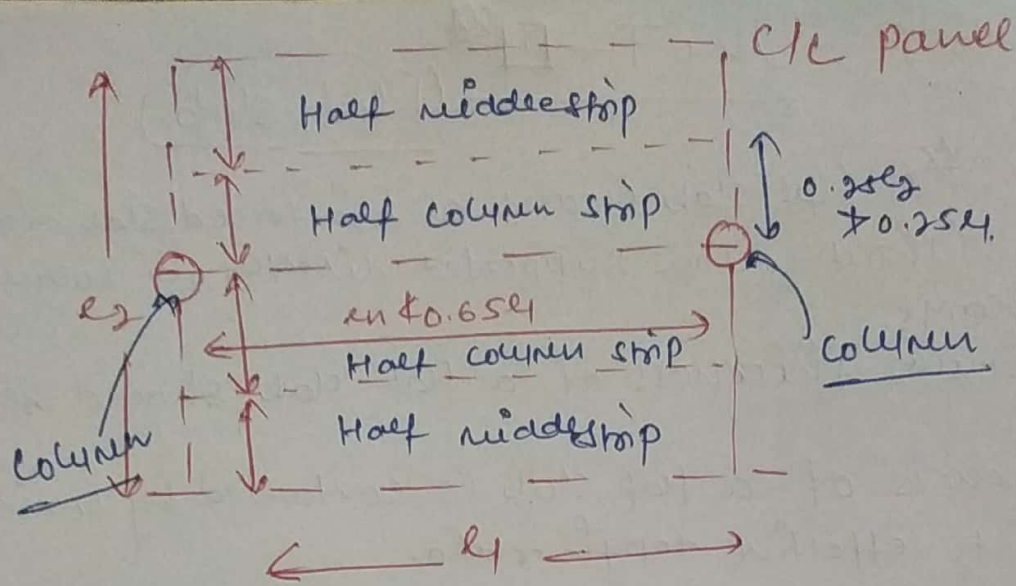 C/C panel
Half middle strip
0.25l2
≯0.25l1.
Half column strip
l2
ln ≮0.65l1
Half column strip
column
Half middle strip
column
l1